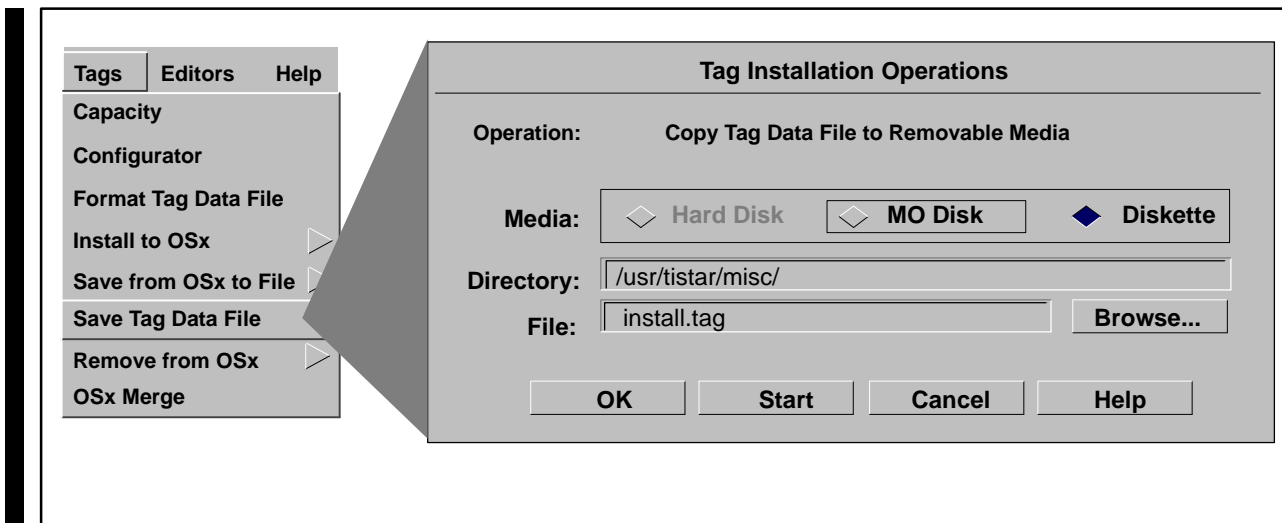 Tags Editors Help
Capacity
Configurator
Format Tag Data File
Install to OSx
Save from OSx to File
Save Tag Data File
Remove from OSx
OSx Merge
Tag Installation Operations
Operation: Copy Tag Data File to Removable Media
Media: Hard Disk MO Disk Diskette
Directory: /usr/tistar/misc/
File: install.tag Browse...
OK Start Cancel Help